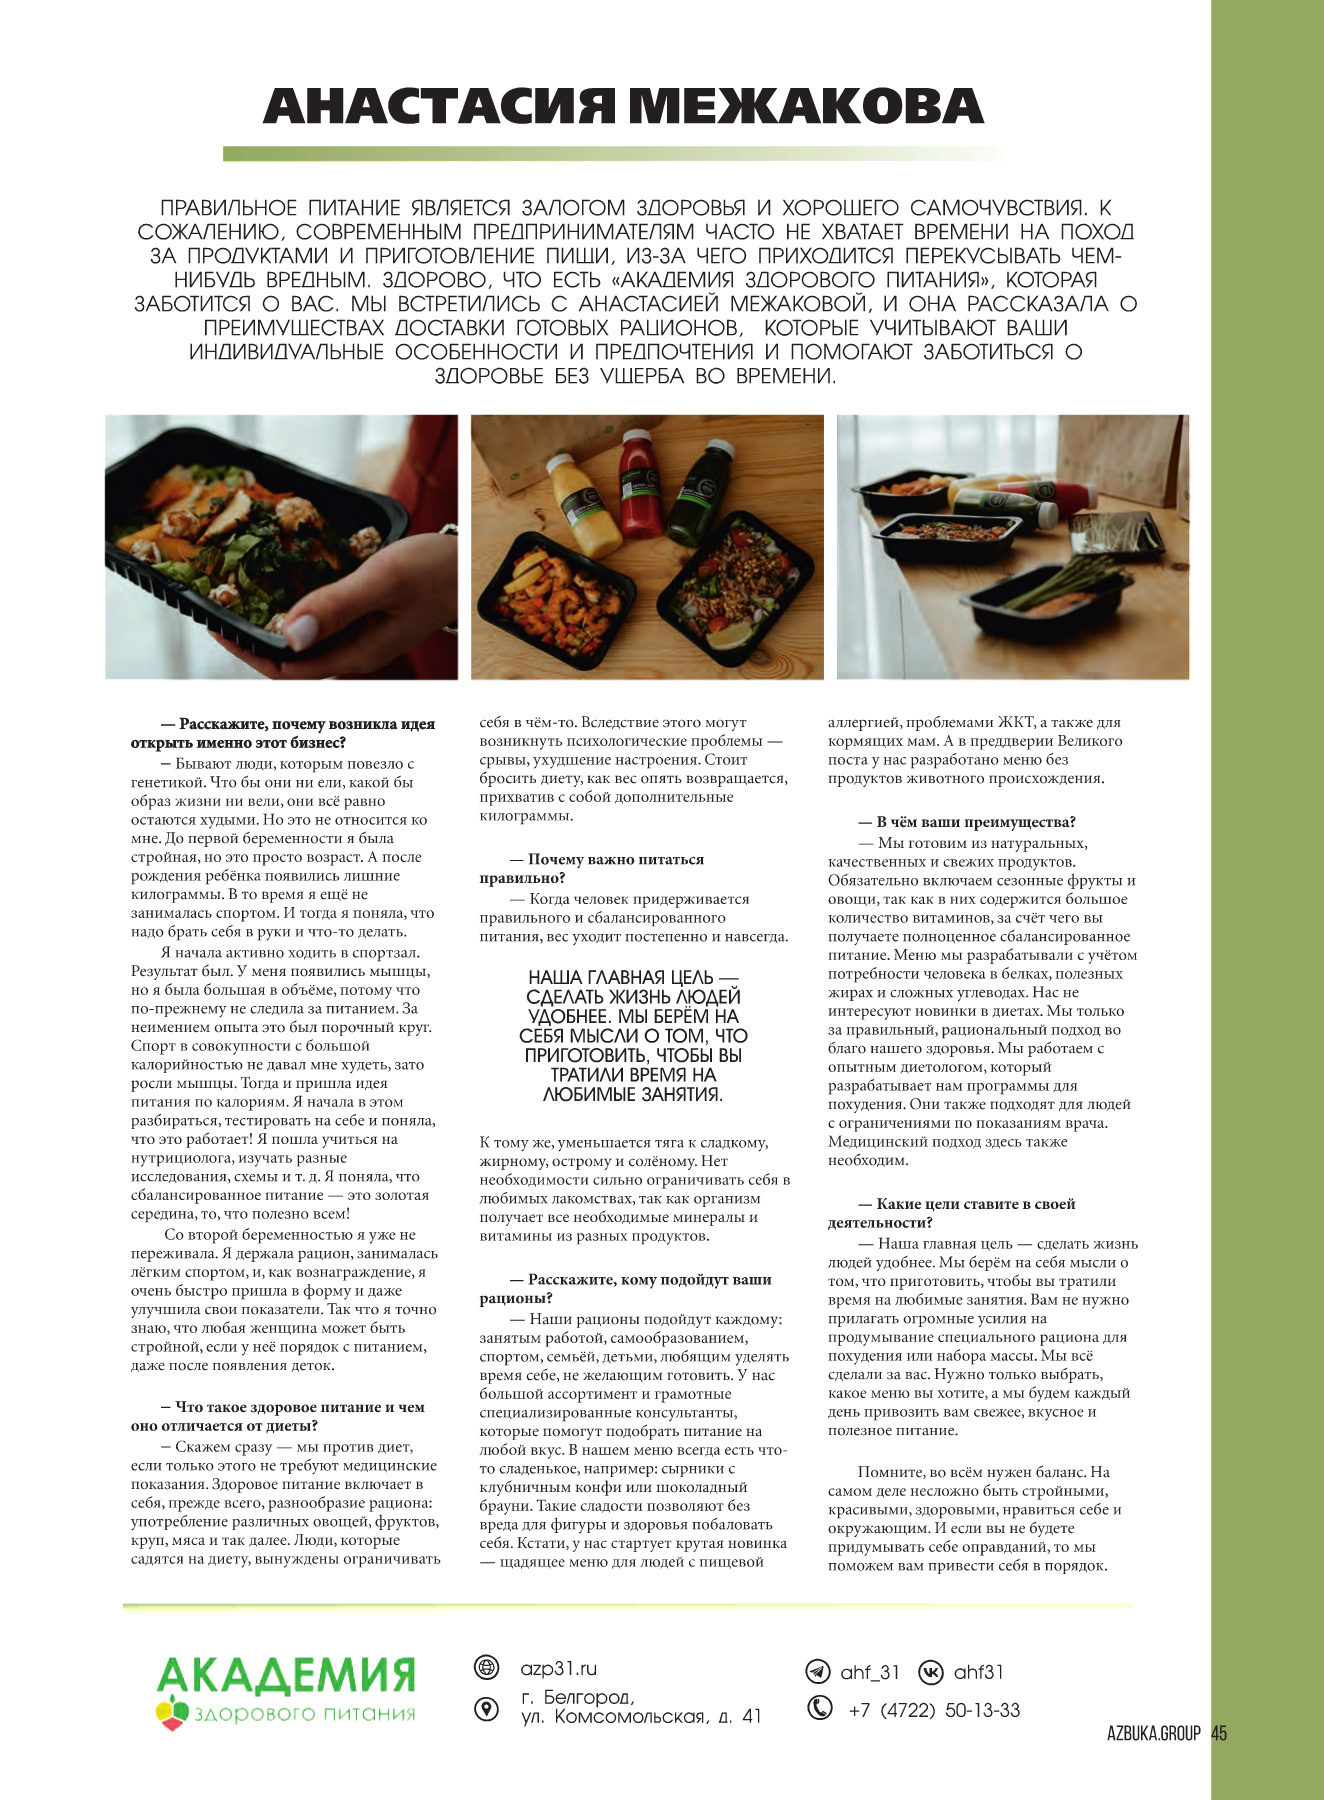 АНАСТАСИЯ МЕЖАКОВА
ПРАВИЛЬНОЕ ПИТАНИЕ ЯВЛЯЕТСЯ ЗАЛОГОМ ЗДОРОВЬЯ И ХОРОШЕГО САМОЧУВСТВИЯ. К
СОЖАЛЕНИЮ, СОВРЕМЕННЫМ ПРЕДПРИНИМАТЕЛЯМ ЧАСТО НЕ ХВАТАЕТ ВРЕМЕНИ НА ПОХОД
ЗА ПРОДУКТАМИ И ПРИГОТОВЛЕНИЕ ПИЩИ, ИЗ-ЗА ЧЕГО ПРИХОДИТСЯ ПЕРЕКУСЫВАТЬ ЧЕМ-
НИБУДЬ ВРЕДНЫМ. ЗДОРОВО, ЧТО ЕСТЬ «АКАДЕМИЯ ЗДОРОВОГО ПИТАНИЯ», КОТОРАЯ
ЗАБОТИТСЯ О ВАС. МЫ ВСТРЕТИЛИСЬ С АНАСТАСИЕЙ МЕЖАКОВОЙ, И ОНА РАССКАЗАЛА О
ПРЕИМУЩЕСТВАХ ДОСТАВКИ ГОТОВЫХ РАЦИОНОВ, КОТОРЫЕ УЧИТЫВАЮТ ВАШИ
ИНДИВИДУАЛЬНЫЕ ОСОБЕННОСТИ И ПРЕДПОЧТЕНИЯ И ПОМОГАЮТ ЗАБОТИТЬСЯ О
ЗДОРОВЬЕ БЕЗ УЩЕРБА ВО ВРЕМЕНИ.
— Расскажите, почему возникла идея
открыть именно этот бизнес?
– Бывают люди, которым повезло с
генетикой. Что бы они ни ели, какой бы
образ жизни ни вели, они всё равно
остаются худыми. Но это не относится ко
мне. До первой беременности я была
стройная, но это просто возраст. А после
рождения ребёнка появились лишние
килограммы. В то время я ещё не
занималась спортом. И тогда я поняла, что
надо брать себя в руки и что-то делать.
Я начала активно ходить в спортзал.
Результат был. У меня появились мышцы,
но я была большая в объёме, потому что
по-прежнему не следила за питанием. За
неимением опыта это был порочный круг.
Спорт в совокупности с большой
калорийностью не давал мне худеть, зато
росли мышцы. Тогда и пришла идея
питания по калориям. Я начала в этом
разбираться, тестировать на себе и поняла,
что это работает! Я пошла учиться на
нутрициолога, изучать разные
исследования, схемы и т. д. Я поняла, что
сбалансированное питание — это золотая
середина, то, что полезно всем!
Со второй беременностью я уже не
переживала. Я держала рацион, занималась
лёгким спортом, и, как вознаграждение, я
очень быстро пришла в форму и даже
улучшила свои показатели. Так что я точно
знаю, что любая женщина может быть
стройной, если у неё порядок с питанием,
даже после появления деток.
– Что такое здоровое питание и чем
оно отличается от диеты?
– Скажем сразу — мы против диет,
если только этого не требуют медицинские
показания. Здоровое питание включает в
себя, прежде всего, разнообразие рациона:
употребление различных овощей, фруктов,
круп, мяса и так далее. Люди, которые
садятся на диету, вынуждены ограничивать
себя в чём-то. Вследствие этого могут
возникнуть психологические проблемы —
срывы, ухудшение настроения. Стоит
бросить диету, как вес опять возвращается,
прихватив с собой дополнительные
килограммы.
— Почему важно питаться
правильно?
— Когда человек придерживается
правильного и сбалансированного
питания, вес уходит постепенно и навсегда.
НАША ГЛАВНАЯ ЦЕЛЬ —
СДЕЛАТЬ ЖИЗНЬ ЛЮДЕЙ
УДОБНЕЕ. МЫ БЕРЁМ НА
СЕБЯ МЫСЛИ О ТОМ, ЧТО
ПРИГОТОВИТЬ, ЧТОБЫ ВЫ
ТРАТИЛИ ВРЕМЯ НА
ЛЮБИМЫЕ ЗАНЯТИЯ.
К тому же, уменьшается тяга к сладкому,
жирному, острому и солёному. Нет
необходимости сильно ограничивать себя в
любимых лакомствах, так как организм
получает все необходимые минералы и
витамины из разных продуктов.
— Расскажите, кому подойдут ваши
рационы?
— Наши рационы подойдут каждому:
занятым работой, самообразованием,
спортом, семьёй, детьми, любящим уделять
время себе, не желающим готовить. У нас
большой ассортимент и грамотные
специализированные консультанты,
которые помогут подобрать питание на
любой вкус. В нашем меню всегда есть что-
то сладенькое, например: сырники с
клубничным конфи или шоколадный
брауни. Такие сладости позволяют без
вреда для фигуры и здоровья побаловать
себя. Кстати, у нас стартует крутая новинка
— щадящее меню для людей с пищевой
аллергией, проблемами ЖКТ, а также для
кормящих мам. А в преддверии Великого
поста у нас разработано меню без
продуктов животного происхождения.
— В чём ваши преимущества?
— Мы готовим из натуральных,
качественных и свежих продуктов.
Обязательно включаем сезонные фрукты и
овощи, так как в них содержится большое
количество витаминов, за счёт чего вы
получаете полноценное сбалансированное
питание. Меню мы разрабатывали с учётом
потребности человека в белках, полезных
жирах и сложных углеводах. Нас не
интересуют новинки в диетах. Мы только
за правильный, рациональный подход во
благо нашего здоровья. Мы работаем с
опытным диетологом, который
разрабатывает нам программы для
похудения. Они также подходят для людей
с ограничениями по показаниям врача.
Медицинский подход здесь также
необходим.
— Какие цели ставите в своей
деятельности?
— Наша главная цель — сделать жизнь
людей удобнее. Мы берём на себя мысли о
том, что приготовить, чтобы вы тратили
время на любимые занятия. Вам не нужно
прилагать огромные усилия на
продумывание специального рациона для
похудения или набора массы. Мы всё
сделали за вас. Нужно только выбрать,
какое меню вы хотите, а мы будем каждый
день привозить вам свежее, вкусное и
полезное питание.
Помните, во всём нужен баланс. На
самом деле несложно быть стройными,
красивыми, здоровыми, нравиться себе и
окружающим. И если вы не будете
придумывать себе оправданий, то мы
поможем вам привести себя в порядок.
АКАДЕМИЯ
здорового питания
azp31.ru
г. Белгород,
ул. Комсомольская, д. 41
ahf_31 ahf31
+7 (4722) 50-13-33
AZBUKA.GROUP 45